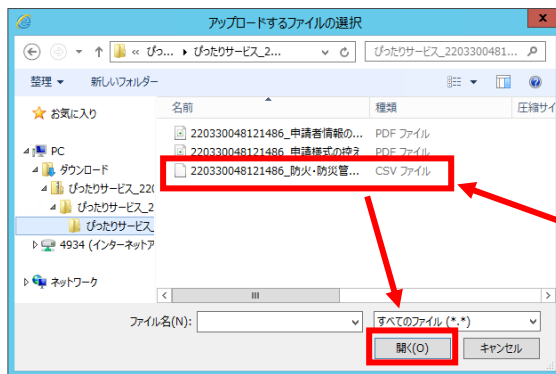 アップロードするファイルの選択
x
« ぴっ... ▸ ぴったりサービス_2...
ぴったりサービス_2203300481...
整理 ▼ 新しいフォルダー
お気に入り
PC
ダウンロード
ぴったりサービス_220
ぴったりサービス_2
ぴったりサービス_
4934 (インターネットア
ネットワーク
名前 種類 圧縮サイ
220330048121486_申請者情報の... PDF ファイル
220330048121486_申請様式の控え PDF ファイル
220330048121486_防火・防災管... CSV ファイル
ファイル名(N): すべてのファイル (*.*)
開く(O) キャンセル